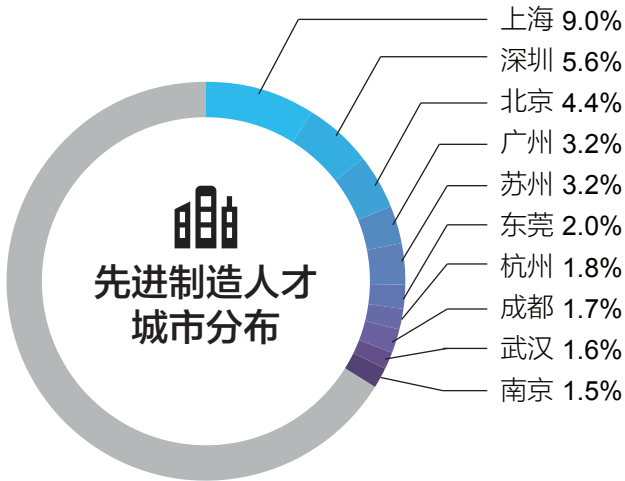 上海 9.0%
深圳 5.6%
北京 4.4%
广州 3.2%
苏州 3.2%
东莞 2.0%
杭州 1.8%
成都 1.7%
武汉 1.6%
南京 1.5%
先进制造人才
城市分布